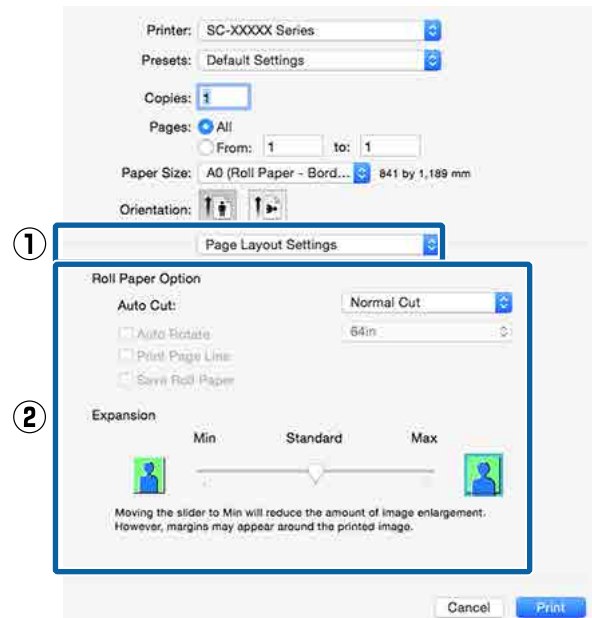 Printer: SC-XXXXX Series
Presets: Default Settings
Copies: 1
Pages: All
From: 1 to: 1
Paper Size: A0 (Roll Paper - Bord... 841 by 1,189 mm
Orientation:
① Page Layout Settings
Roll Paper Option
Auto Cut: Normal Cut
Auto Rotate 64in
Print Page Line
Save Roll Paper
②
Expansion
Min Standard Max
Moving the slider to Min will reduce the amount of image enlargement.
However, margins may appear around the printed image.
Cancel Print